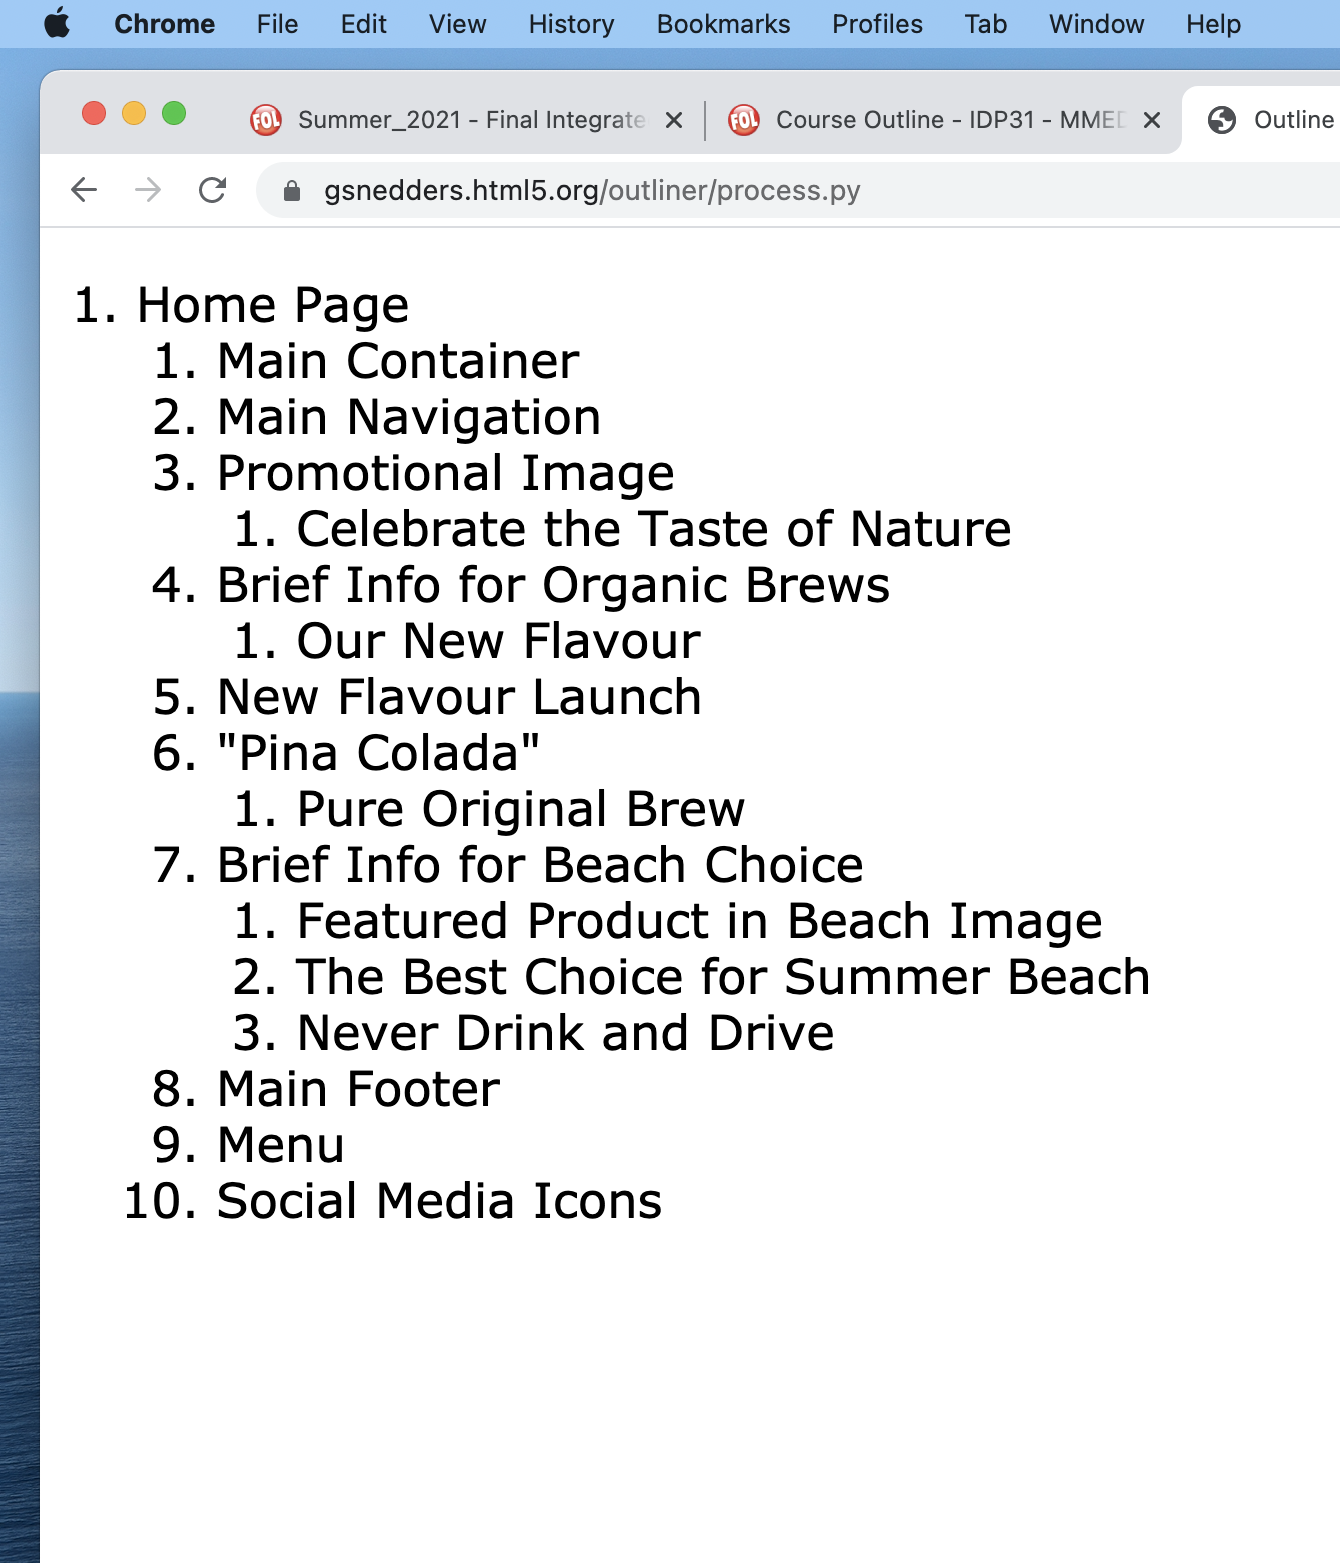 Chrome File Edit View History Bookmarks Profiles Tab Window Help
FOL Summer_2021 - Final Integrate FOL Course Outline - IDP31 - MMED Outline
gsnedders.html5.org/outliner/process.py
1. Home Page
1. Main Container
2. Main Navigation
3. Promotional Image
1. Celebrate the Taste of Nature
4. Brief Info for Organic Brews
1. Our New Flavour
5. New Flavour Launch
6. "Pina Colada"
1. Pure Original Brew
7. Brief Info for Beach Choice
1. Featured Product in Beach Image
2. The Best Choice for Summer Beach
3. Never Drink and Drive
8. Main Footer
9. Menu
10. Social Media Icons